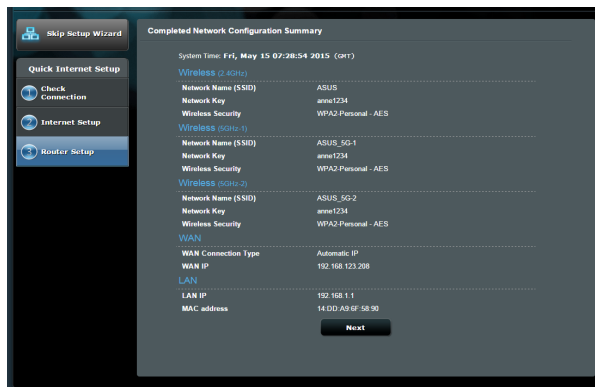 Skip Setup Wizard
Quick Internet Setup
1 Check Connection
2 Internet Setup
3 Router Setup
Completed Network Configuration Summary
System Time: Fri, May 15 07:28:54 2015 (GMT)
Wireless (2.4GHz)
Network Name (SSID) ASUS
Network Key anne1234
Wireless Security WPA2-Personal - AES
Wireless (5GHz-1)
Network Name (SSID) ASUS_5G-1
Network Key anne1234
Wireless Security WPA2-Personal - AES
Wireless (5GHz-2)
Network Name (SSID) ASUS_5G-2
Network Key anne1234
Wireless Security WPA2-Personal - AES
WAN
WAN Connection Type Automatic IP
WAN IP 192.168.123.208
LAN
LAN IP 192.168.1.1
MAC address 14:DD:A9:6F:58:90
Next